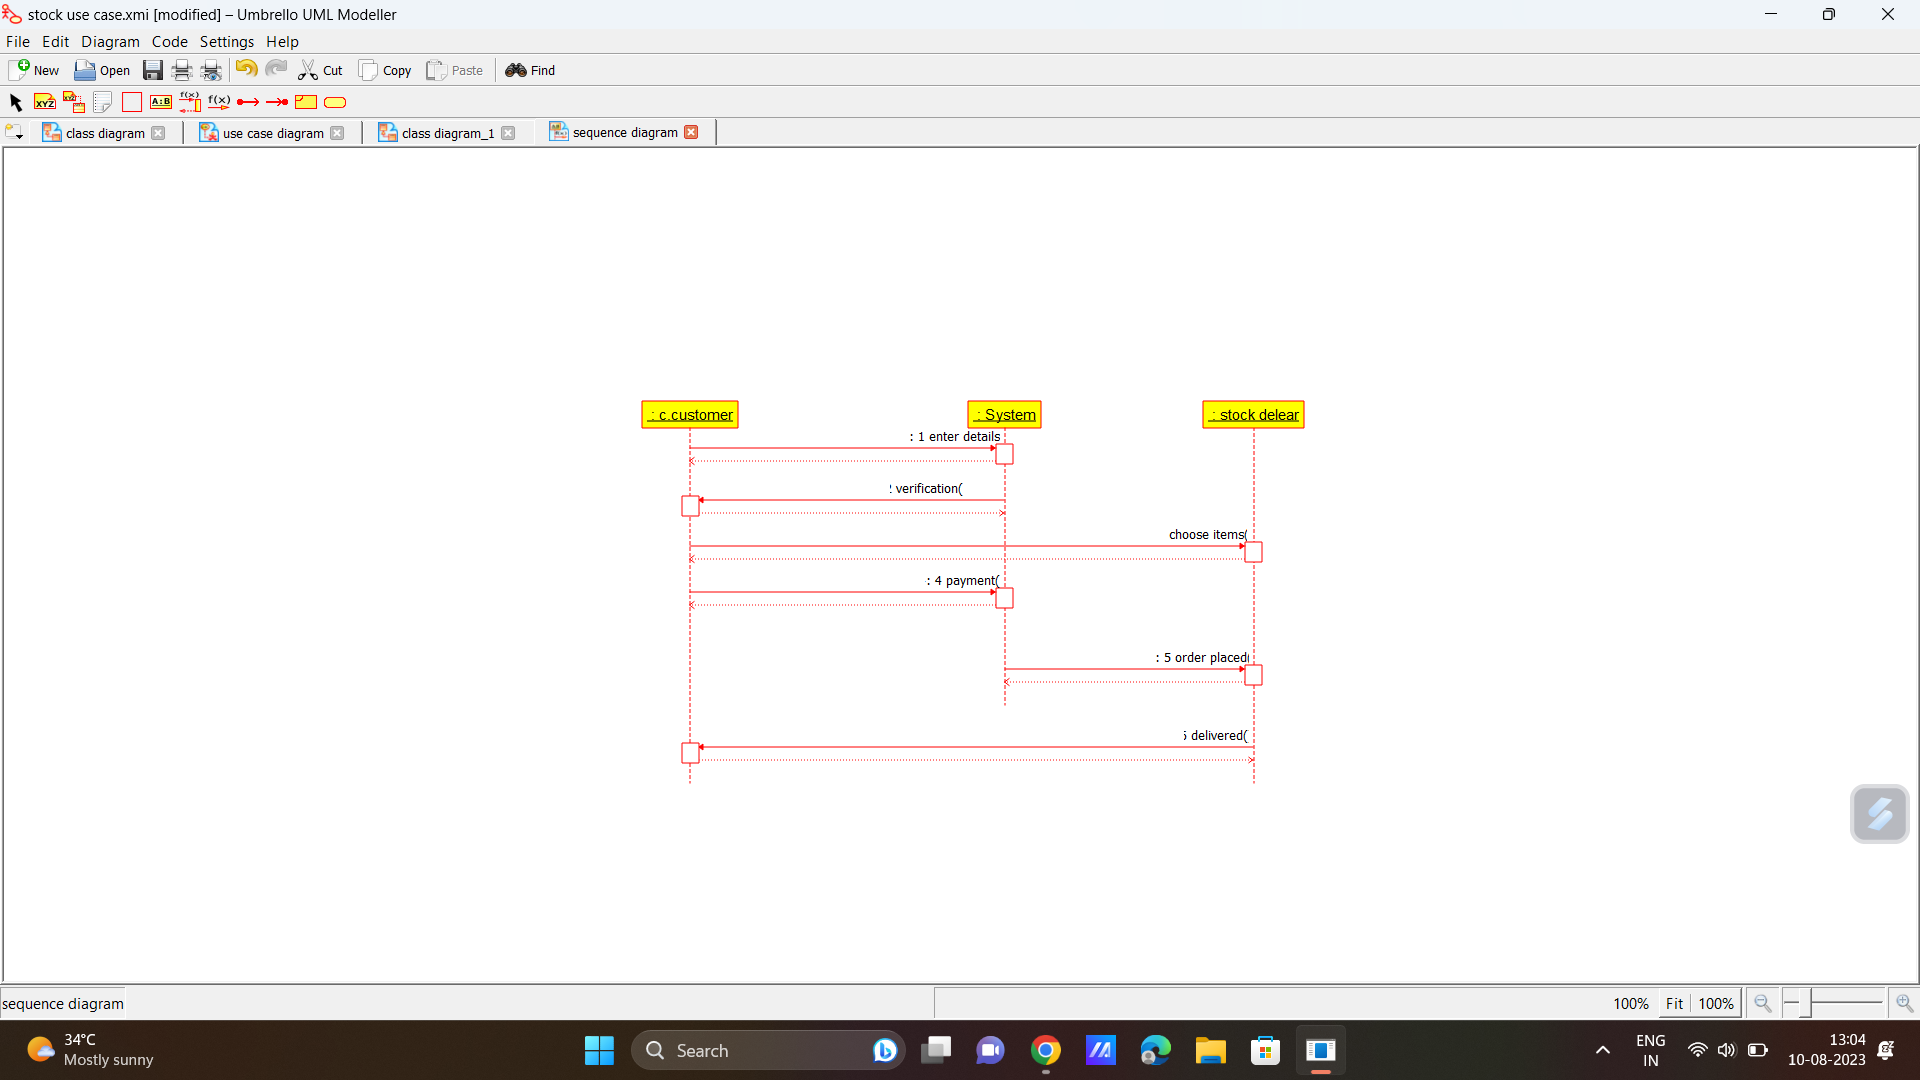 stock use case.xmi [modified] – Umbrello UML Modeller
File Edit Diagram Code Settings Help
New Open Cut Copy Paste Find
XYZ XYZ A:B f(x) f(x)
class diagram use case diagram class diagram_1 sequence diagram
: c.customer : System : stock delear
: 1 enter details
verification(
choose items(
: 4 payment(
: 5 order placed(
delivered(
sequence diagram 100% Fit 100%
34°C
Mostly sunny
Search
ENG
IN
13:04
10-08-2023